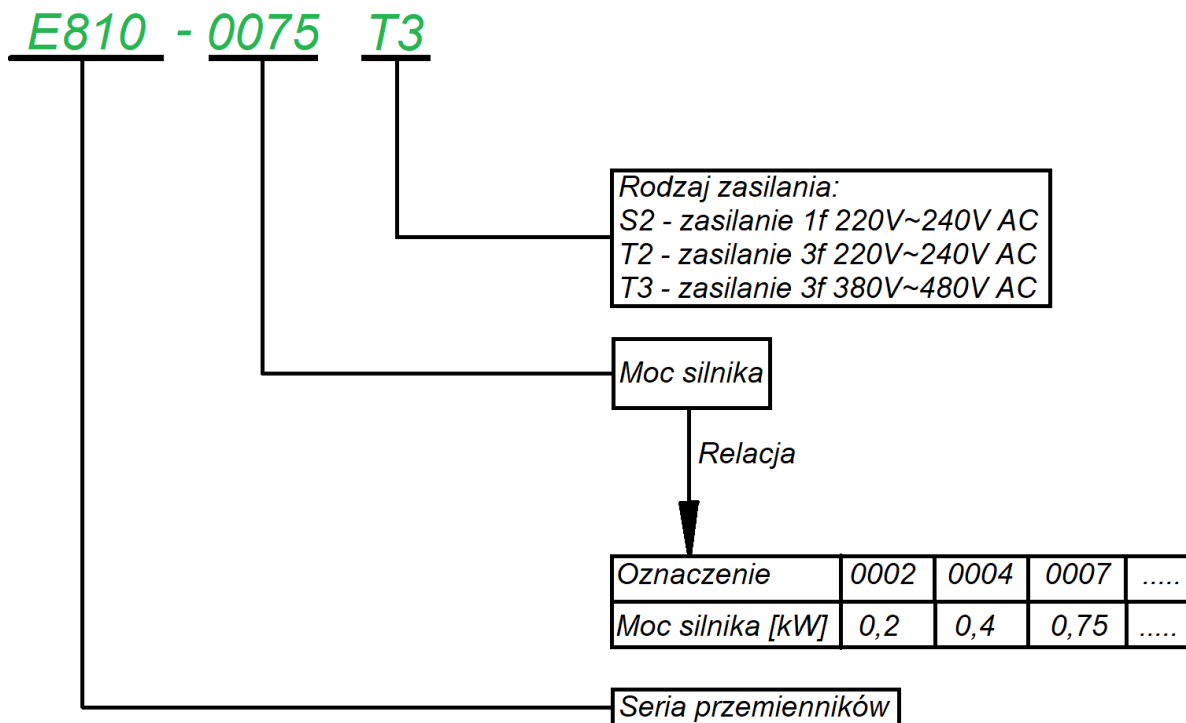 E810 - 0075 T3
Rodzaj zasilania:
S2 - zasilanie 1f 220V~240V AC
T2 - zasilanie 3f 220V~240V AC
T3 - zasilanie 3f 380V~480V AC
Moc silnika
Relacja
Oznaczenie 0002 0004 0007 .....
Moc silnika [kW] 0,2 0,4 0,75 .....
Seria przemienników